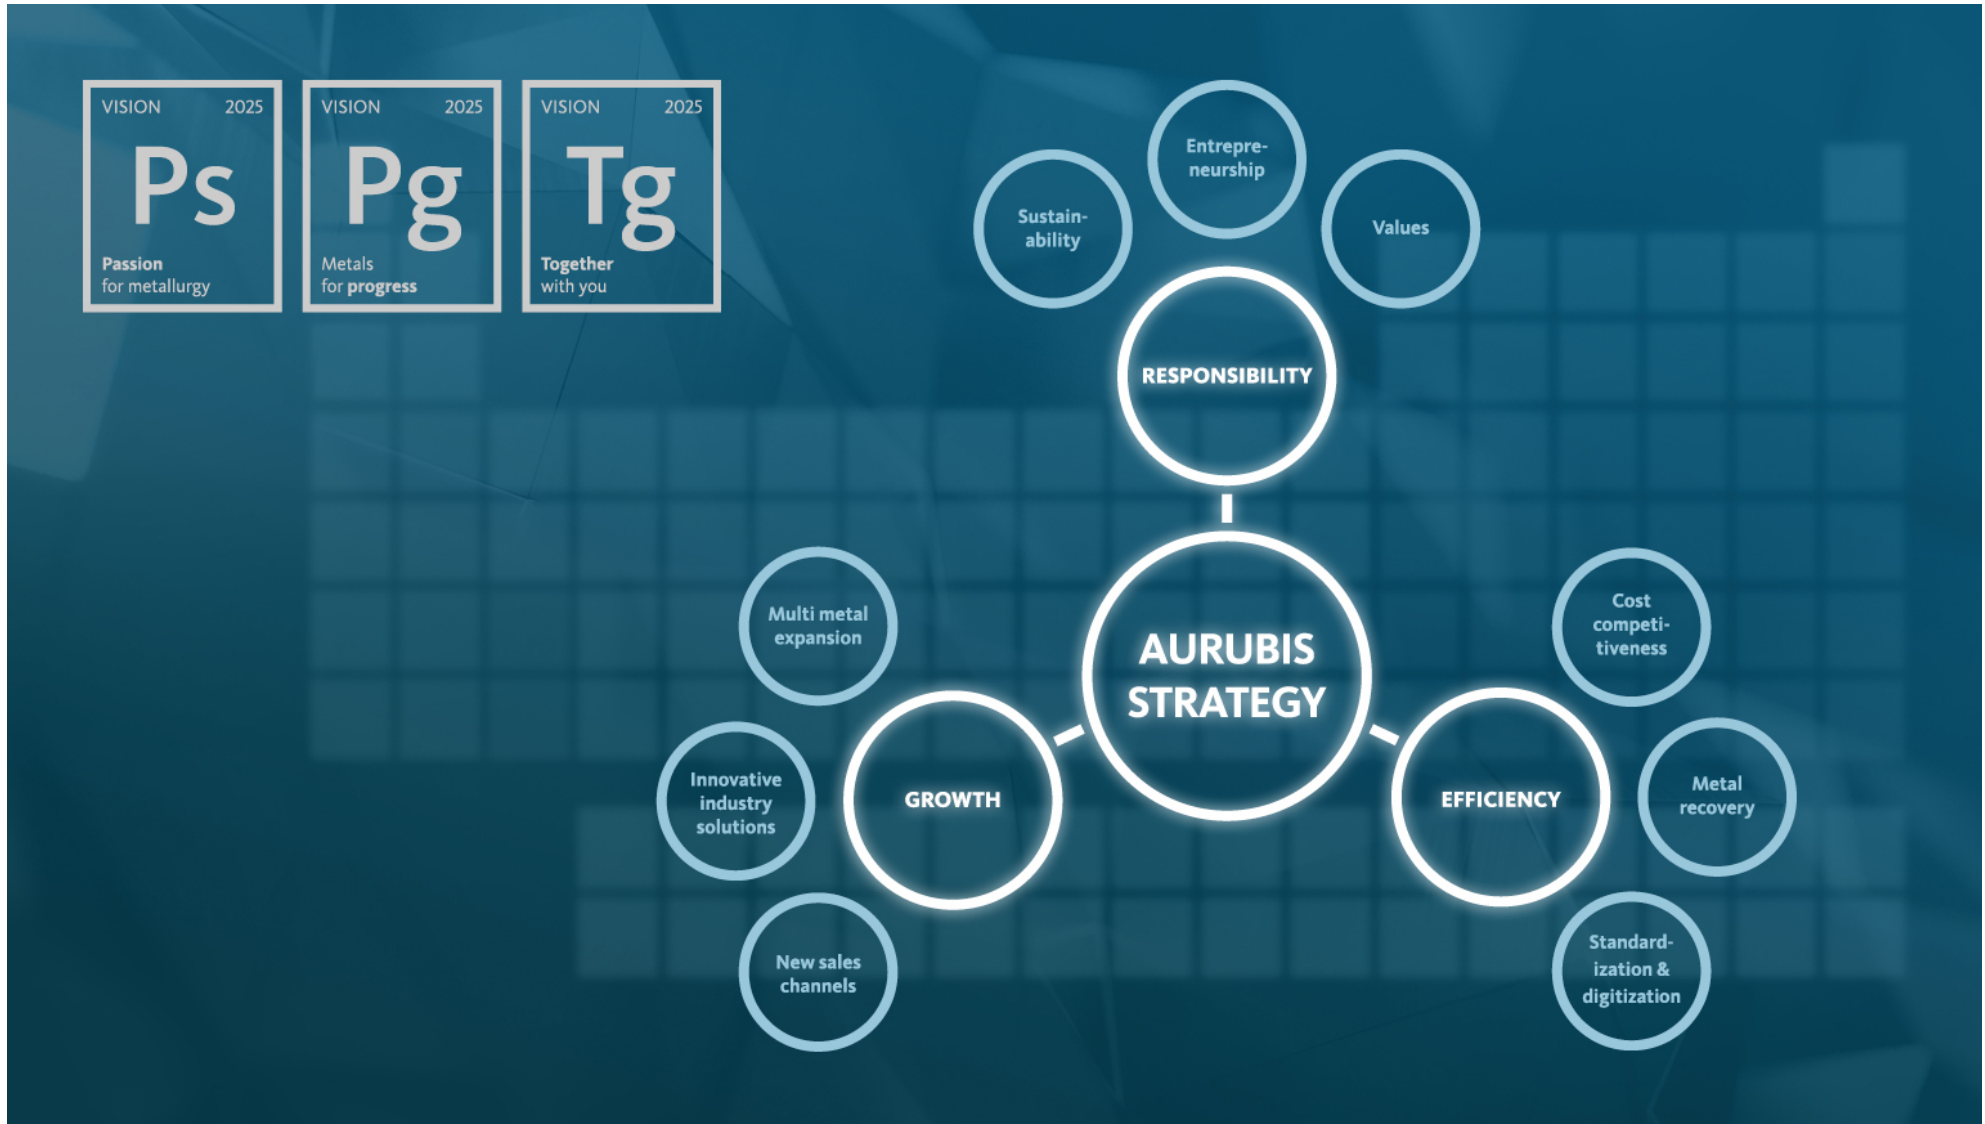 VISION 2025
Ps
Passion
for metallurgy
VISION 2025
Pg
Metals
for progress
VISION 2025
Tg
Together
with you
Sustain-
ability
Entrepre-
neurship
Values
RESPONSIBILITY
AURUBIS
STRATEGY
Multi metal
expansion
Innovative
industry
solutions
New sales
channels
GROWTH
EFFICIENCY
Cost
competi-
tiveness
Metal
recovery
Standard-
ization &
digitization